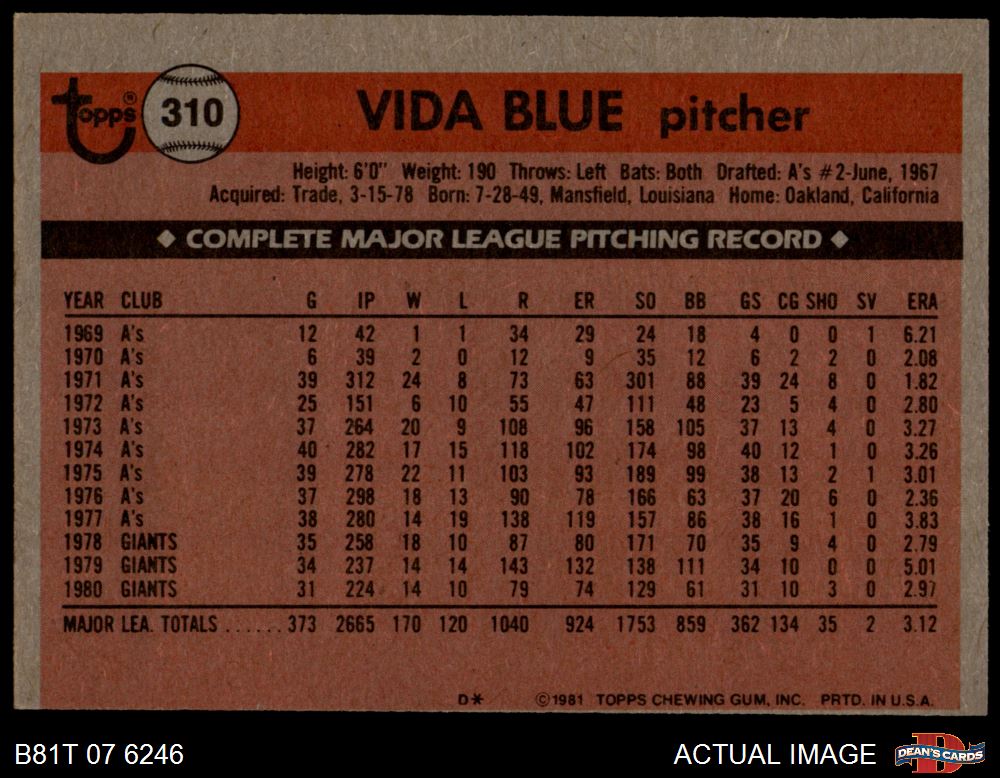 topps® 310 VIDA BLUE pitcher
Height: 6'0" Weight: 190 Throws: Left Bats: Both Drafted: A's #2-June, 1967
Acquired: Trade, 3-15-78 Born: 7-28-49, Mansfield, Louisiana Home: Oakland, California
◆ COMPLETE MAJOR LEAGUE PITCHING RECORD ◆
YEAR CLUB G IP W L R ER SO BB GS CG SHO SV ERA
1969 A's 12 42 1 1 34 29 24 18 4 0 0 1 6.21
1970 A's 6 39 2 0 12 9 35 12 6 2 2 0 2.08
1971 A's 39 312 24 8 73 63 301 88 39 24 8 0 1.82
1972 A's 25 151 6 10 55 47 111 48 23 5 4 0 2.80
1973 A's 37 264 20 9 108 96 158 105 37 13 4 0 3.27
1974 A's 40 282 17 15 118 102 174 98 40 12 1 0 3.26
1975 A's 39 278 22 11 103 93 189 99 38 13 2 1 3.01
1976 A's 37 298 18 13 90 78 166 63 37 20 6 0 2.36
1977 A's 38 280 14 19 138 119 157 86 38 16 1 0 3.83
1978 GIANTS 35 258 18 10 87 80 171 70 35 9 4 0 2.79
1979 GIANTS 34 237 14 14 143 132 138 111 34 10 0 0 5.01
1980 GIANTS 31 224 14 10 79 74 129 61 31 10 3 0 2.97
MAJOR LEA. TOTALS ...... 373 2665 170 120 1040 924 1753 859 362 134 35 2 3.12
D* ©1981 TOPPS CHEWING GUM, INC. PRTD. IN U.S.A.
B81T 07 6246 ACTUAL IMAGE DEAN'S CARDS